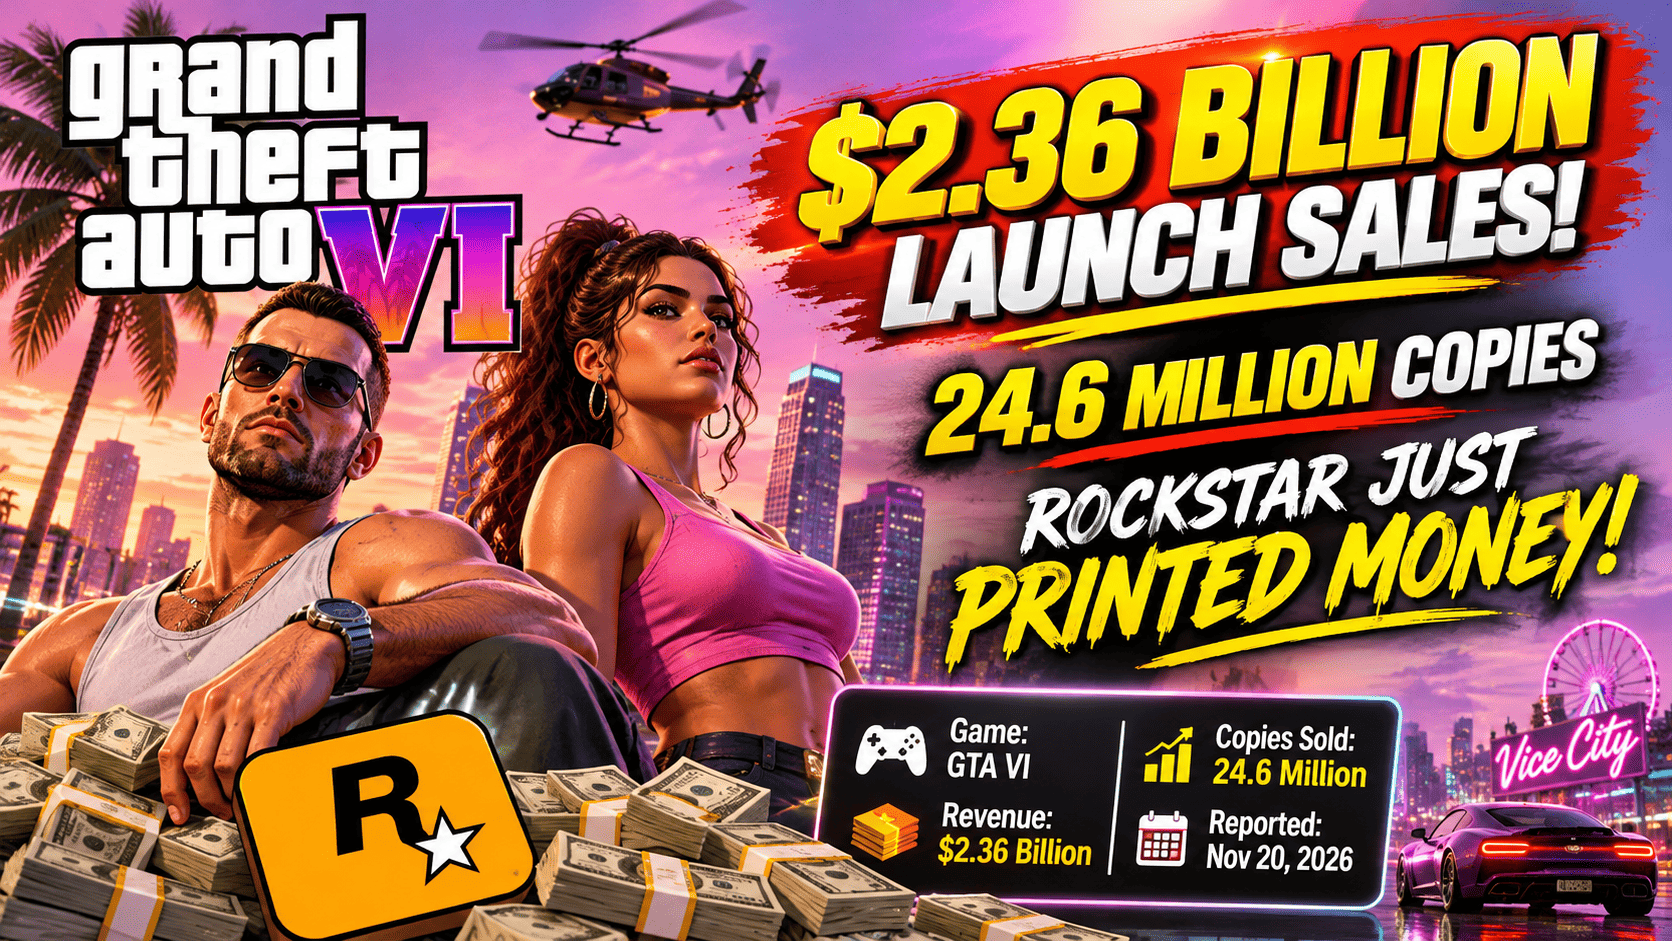 grand
theft
auto VI
$2.36 BILLION
LAUNCH SALES!
24.6 MILLION COPIES
ROCKSTAR JUST
PRINTED MONEY!
R
Game:
GTA VI
Revenue:
$2.36 Billion
Copies Sold:
24.6 Million
Reported:
Nov 20, 2026
Vice City